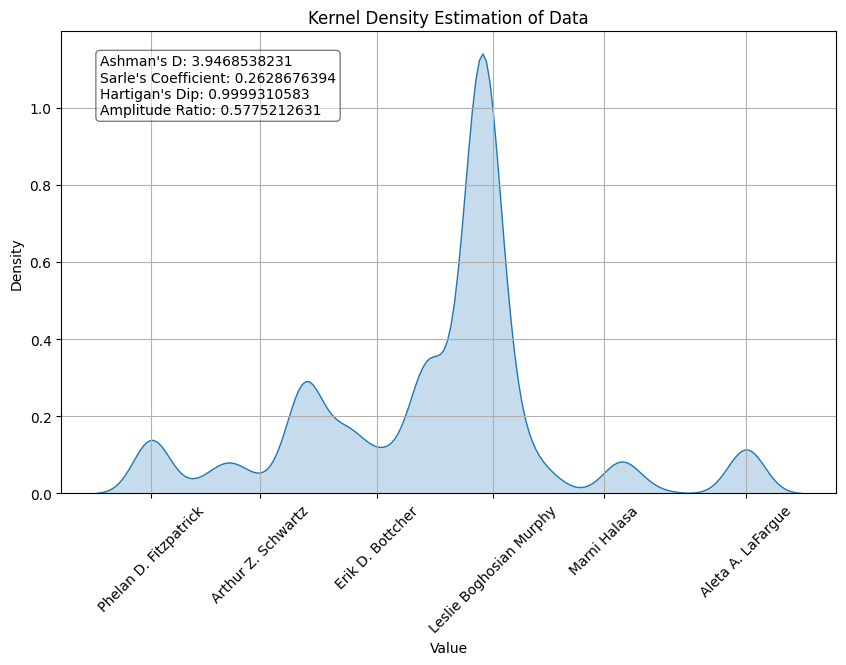 Kernel Density Estimation of Data
Ashman's D: 3.9468538231
Sarle's Coefficient: 0.2628676394
Hartigan's Dip: 0.9999310583
Amplitude Ratio: 0.5775212631
Density
1.0
0.8
0.6
0.4
0.2
0.0
Phelan D. Fitzpatrick
Arthur Z. Schwartz
Erik D. Bottcher
Leslie Boghosian Murphy
Marni Halasa
Aleta A. LaFargue
Value